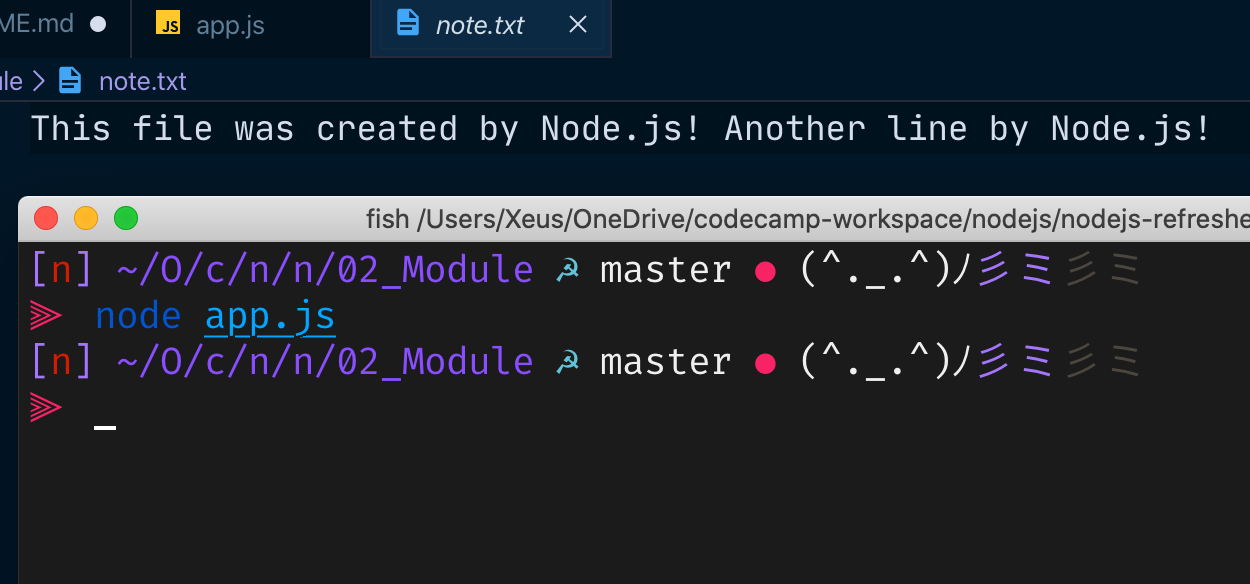 ME.md ● JS app.js note.txt ×
le > note.txt
This file was created by Node.js! Another line by Node.js!
fish /Users/Xeus/OneDrive/codecamp-workspace/nodejs/nodejs-refreshe
[n] ~/O/c/n/n/02_Module ☭ master ● (^._.^)ﾉ彡ミ彡ミ
⫸ node app.js
[n] ~/O/c/n/n/02_Module ☭ master ● (^._.^)ﾉ彡ミ彡ミ
⫸ _